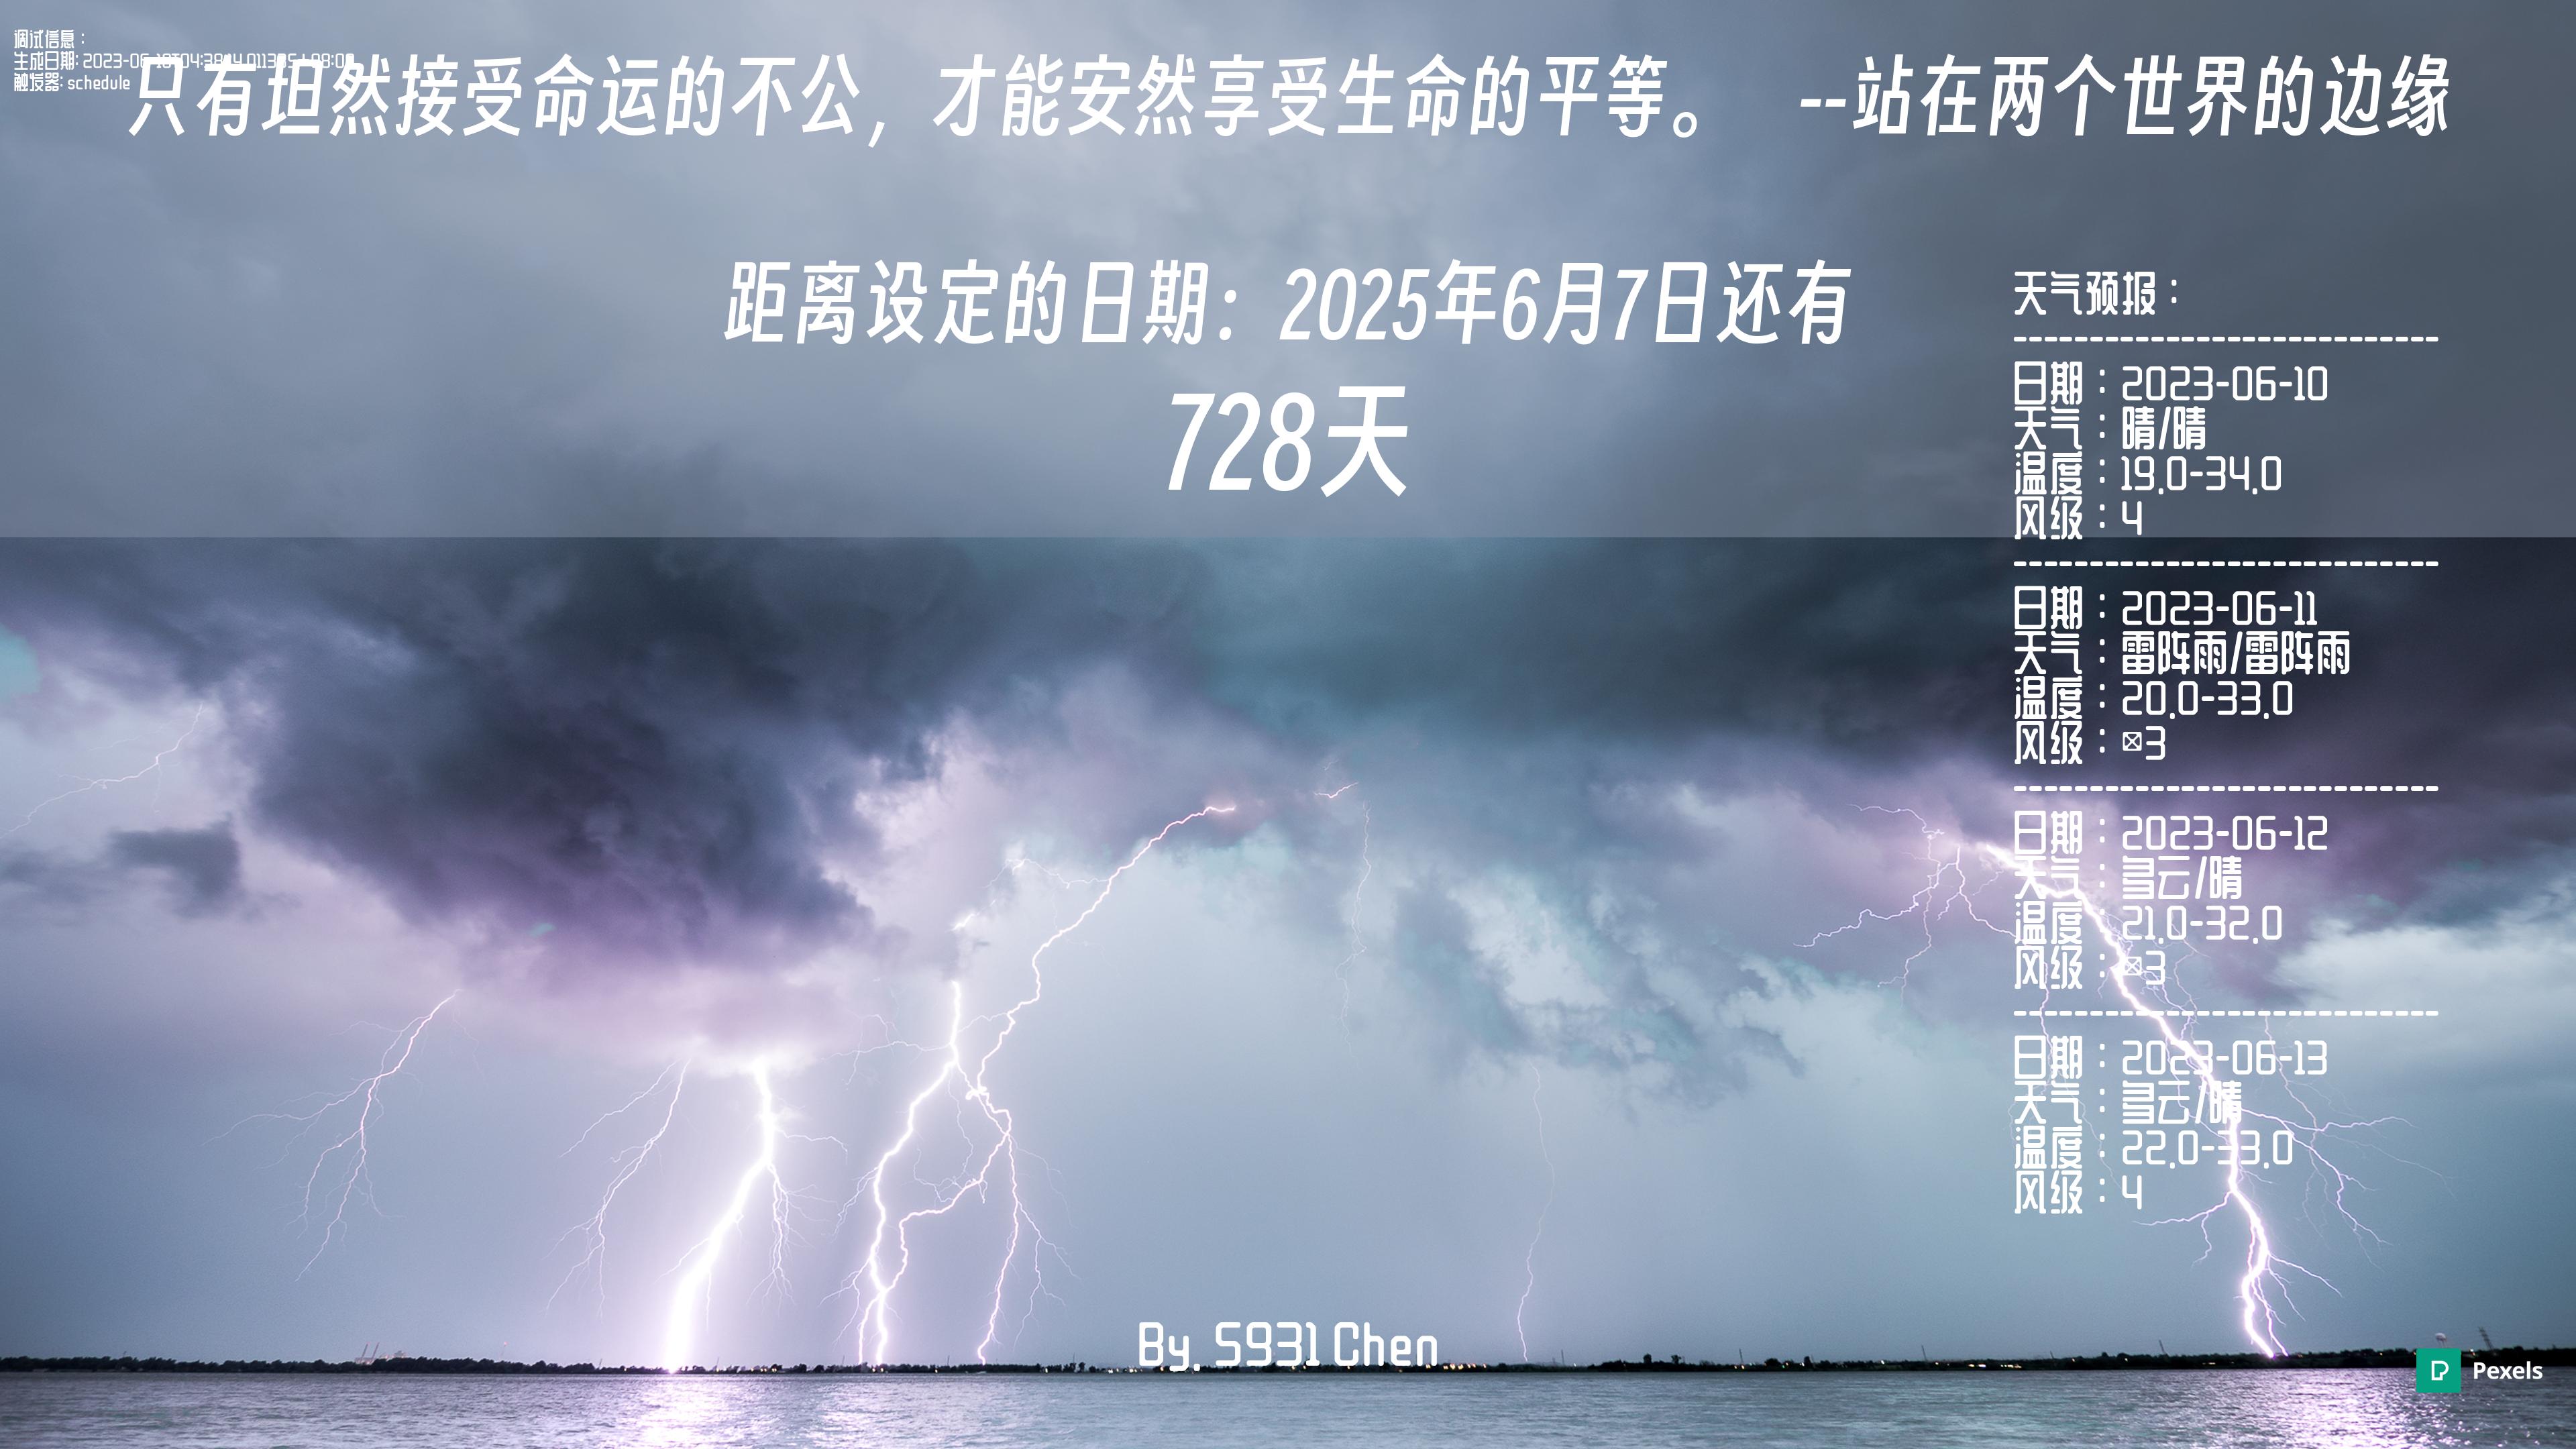 调试信息：
生成日期: 2023-06-10T04:38:
触发器: schedule
只有坦然接受命运的不公，才能安然享受生命的平等。 --站在两个世界的边缘
距离设定的日期：2025年6月7日还有
728天
天气预报：
----------------------------
日期：2023-06-10
天气：晴/晴
温度：19.0-34.0
风级：4
----------------------------
日期：2023-06-11
天气：雷阵雨/雷阵雨
温度：20.0-33.0
风级：3
----------------------------
日期：2023-06-12
天气：多云/晴
温度：21.0-32.0
风级：3
----------------------------
日期：2023-06-13
天气：多云/晴
温度：22.0-33.0
风级：4
By. S931 Chen
Pexels